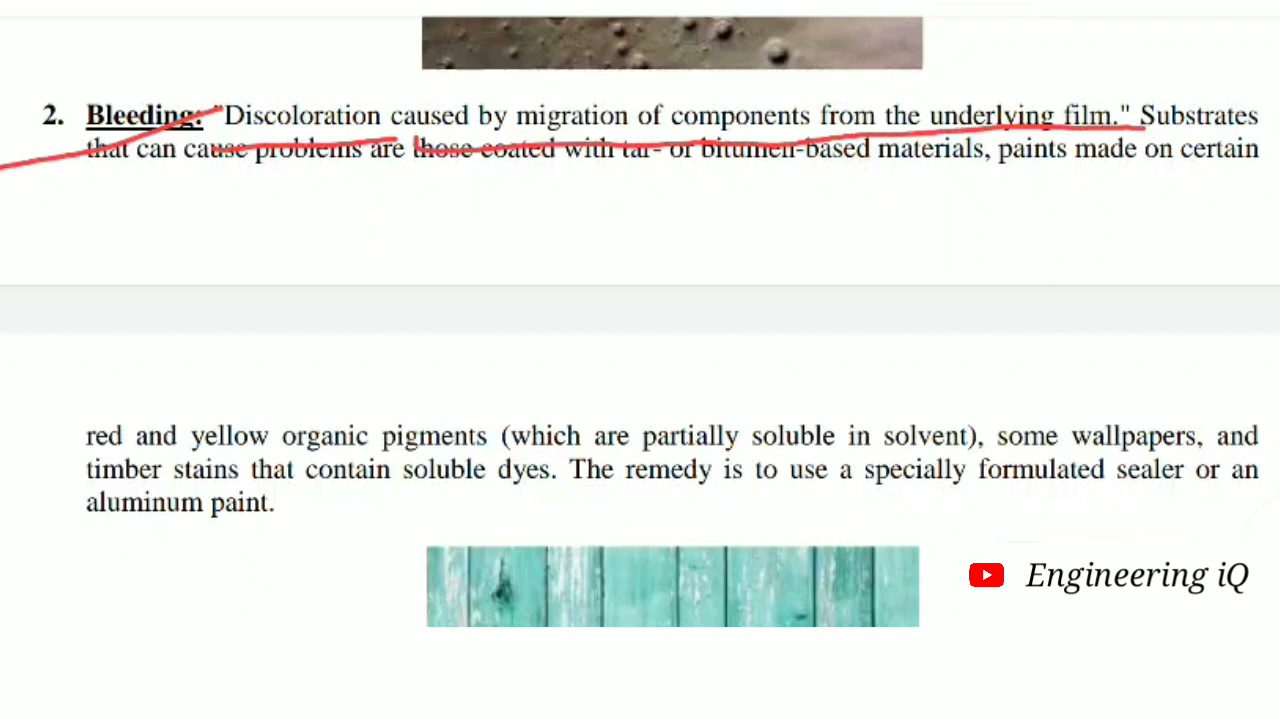 2. Bleeding: "Discoloration caused by migration of components from the underlying film." Substrates
that can cause problems are those coated with tar- or bitumen-based materials, paints made on certain
red and yellow organic pigments (which are partially soluble in solvent), some wallpapers, and
timber stains that contain soluble dyes. The remedy is to use a specially formulated sealer or an
aluminum paint.
Engineering iQ